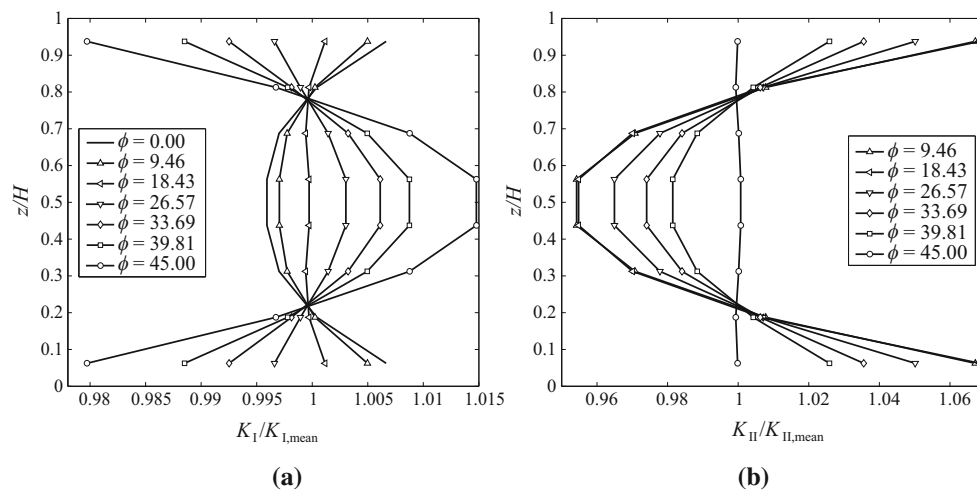 1
0.9
0.8
0.7
0.6
0.5
0.4
0.3
0.2
0.1
0
z/H
ϕ = 0.00
ϕ = 9.46
ϕ = 18.43
ϕ = 26.57
ϕ = 33.69
ϕ = 39.81
ϕ = 45.00
0.98 0.985 0.99 0.995 1 1.005 1.01 1.015
K_I/K_I,mean
(a)
1
0.9
0.8
0.7
0.6
0.5
0.4
0.3
0.2
0.1
0
z/H
ϕ = 9.46
ϕ = 18.43
ϕ = 26.57
ϕ = 33.69
ϕ = 39.81
ϕ = 45.00
0.96 0.98 1 1.02 1.04 1.06
K_II/K_II,mean
(b)